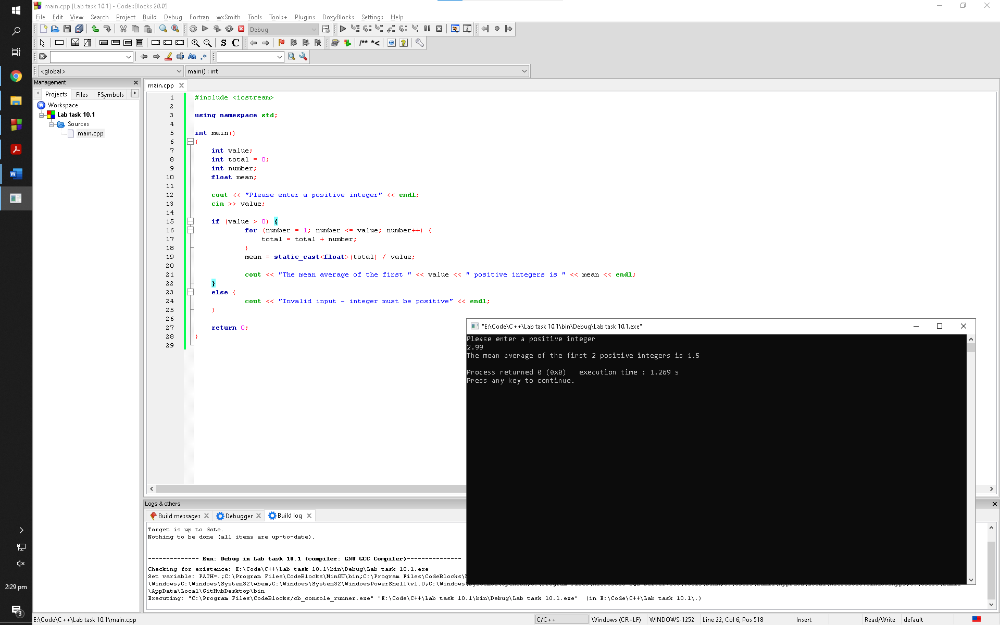 main.cpp [Lab task 10.1] - Code::Blocks 20.03
File Edit View Search Project Build Debug Fortran wxSmith Tools Tools+ Plugins DoxyBlocks Settings Help
Debug
S C /** *<
Aa .*
<global> main() : int
Management
main.cpp
Projects Files FSymbols
Workspace
Lab task 10.1
Sources
main.cpp
1 #include <iostream>
2
3 using namespace std;
4
5 int main()
6 {
7 int value;
8 int total = 0;
9 int number;
10 float mean;
11
12 cout << "Please enter a positive integer" << endl;
13 cin >> value;
14
15 if (value > 0) {
16 for (number = 1; number <= value; number++) {
17 total = total + number;
18 }
19 mean = static_cast<float>(total) / value;
20
21 cout << "The mean average of the first " << value << " positive integers is " << mean << endl;
22 }
23 else {
24 cout << "Invalid input - integer must be positive" << endl;
25 }
26
27 return 0;
28 }
29
"E:\Code\C++\Lab task 10.1\bin\Debug\Lab task 10.1.exe"
Please enter a positive integer
2.99
The mean average of the first 2 positive integers is 1.5
Process returned 0 (0x0) execution time : 1.269 s
Press any key to continue.
Logs & others
Build messages Debugger Build log
Target is up to date.
Nothing to be done (all items are up-to-date).
-------------- Run: Debug in Lab task 10.1 (compiler: GNU GCC Compiler)---------------
Checking for existence: E:\Code\C++\Lab task 10.1\bin\Debug\Lab task 10.1.exe
Set variable: PATH=.;C:\Program Files\CodeBlocks\MinGW\bin;C:\Program Files\CodeBlocks\
\Windows;C:\Windows\System32\wbem;C:\Windows\System32\WindowsPowerShell\v1.0;C:\Windows\
\AppData\Local\GitHubDesktop\bin
Executing: "C:\Program Files\CodeBlocks/cb_console_runner.exe" "E:\Code\C++\Lab task 10.1\bin\Debug\Lab task 10.1.exe" (in E:\Code\C++\Lab task 10.1\.)
2:29 pm
3
E:\Code\C++\Lab task 10.1\main.cpp C/C++ Windows (CR+LF) WINDOWS-1252 Line 22, Col 6, Pos 518 Insert Read/Write default